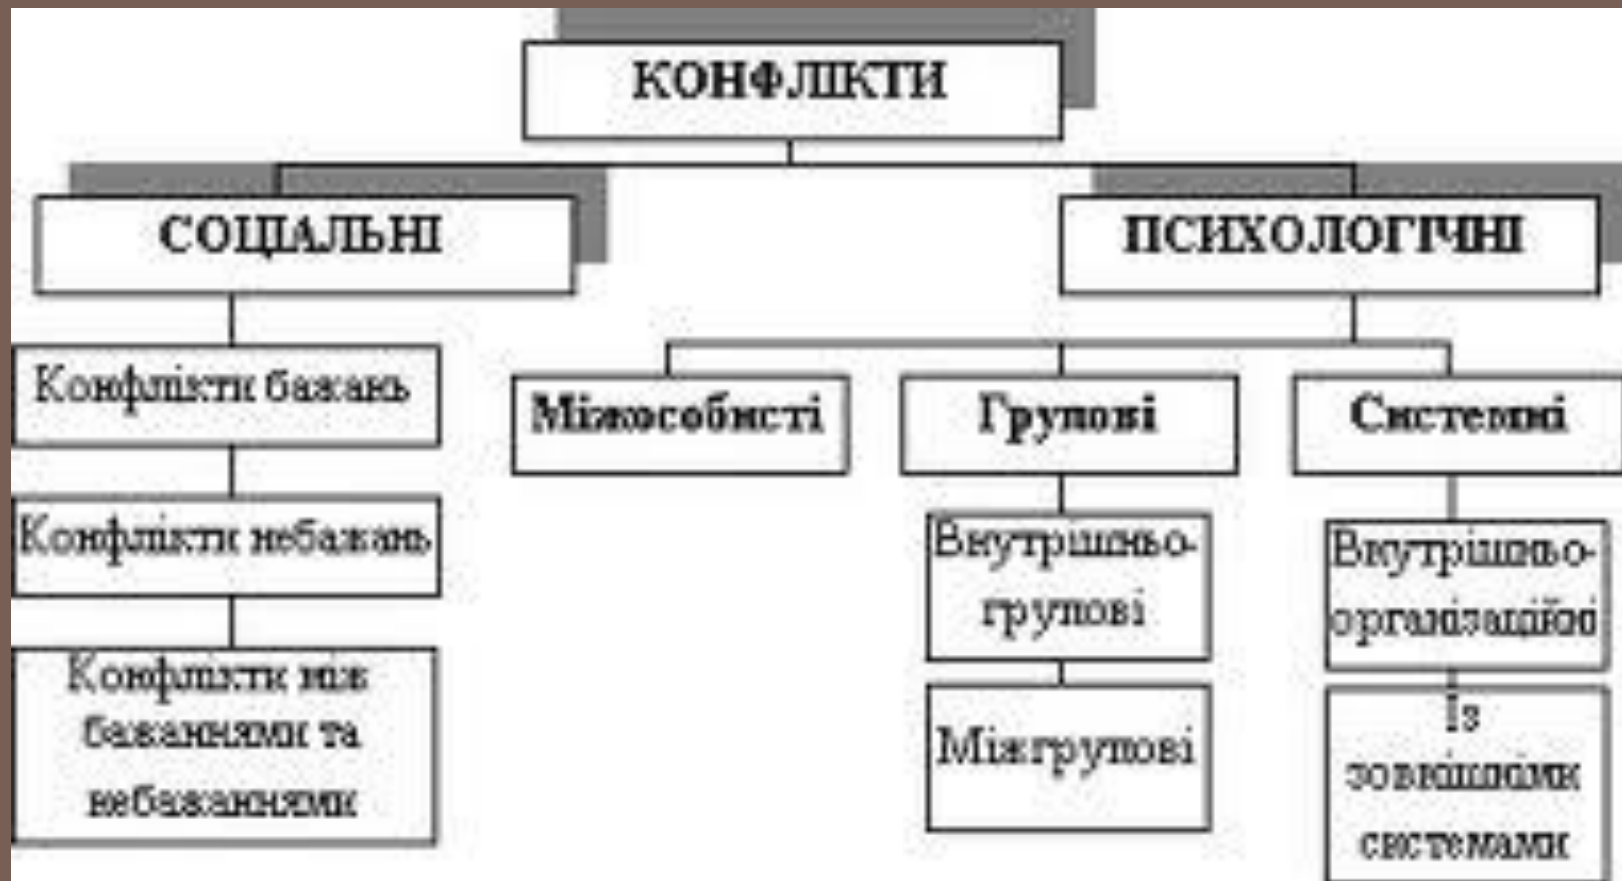 КОНФЛІКТИ
СОЦІАЛЬНІ
ПСИХОЛОГІЧНІ
Конфлікти бажань
Конфлікти небажань
Конфлікти між
бажаннями та
небажаннями
Міжособисті
Групові
Внутрішньо-
групові
Міжгрупові
Системні
Внутрішньо-
організаційні
Із
зовнішніми
системами